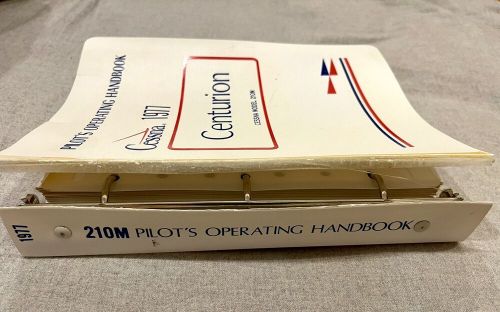 PILOT'S OPERATING HANDBOOK
Cessna. 1977
Centurion
CESSNA MODEL 210M
1977
210M PILOT'S OPERATING HANDBOOK